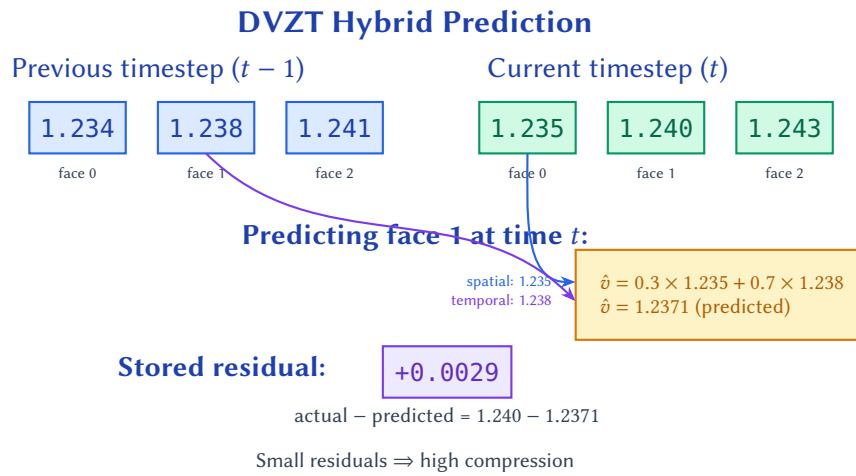 DVZT Hybrid Prediction
Previous timestep (t − 1)
Current timestep (t)
1.234 1.238 1.241
1.235 1.240 1.243
face 0 face 1 face 2
face 0 face 1 face 2
Predicting face 1 at time t:
spatial: 1.235
temporal: 1.238
v̂ = 0.3 × 1.235 + 0.7 × 1.238
v̂ = 1.2371 (predicted)
Stored residual:
+0.0029
actual − predicted = 1.240 − 1.2371
Small residuals ⇒ high compression